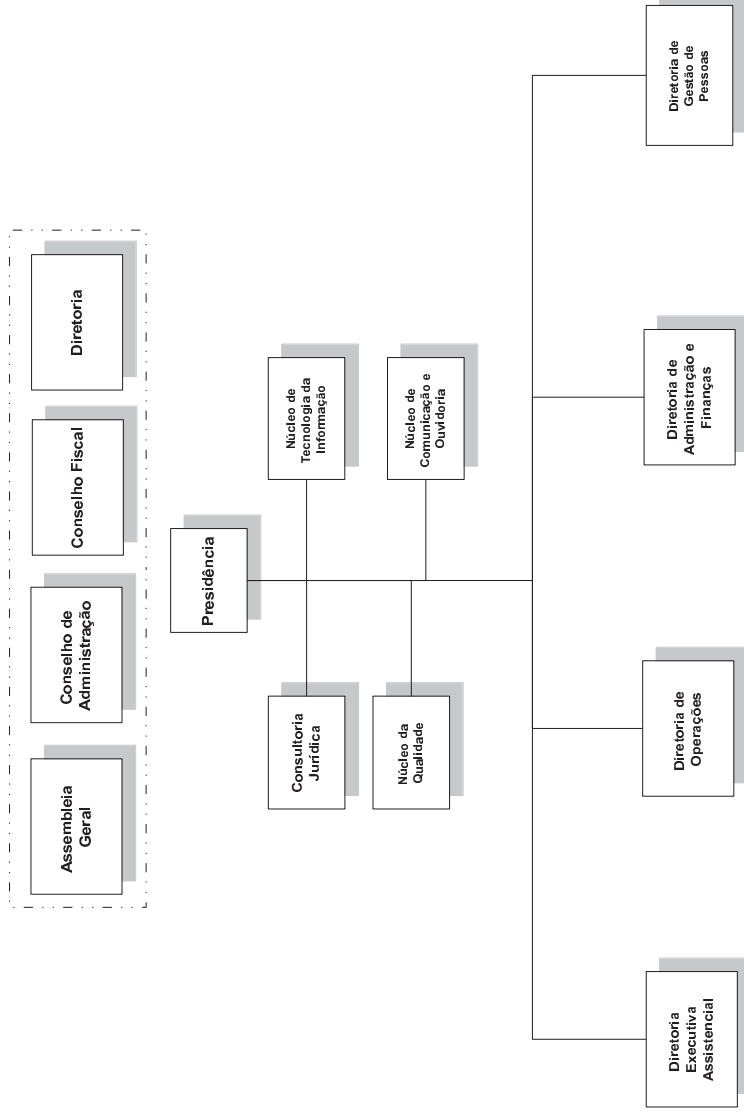 Assembleia
Geral
Conselho de
Administração
Conselho Fiscal
Diretoria
Presidência
Consultoria
Jurídica
Núcleo de
Tecnologia da
Informação
Núcleo da
Qualidade
Núcleo de
Comunicação e
Ouvidoria
Diretoria
Executiva
Assistencial
Diretoria de
Operações
Diretoria de
Administração e
Finanças
Diretoria de
Gestão de
Pessoas